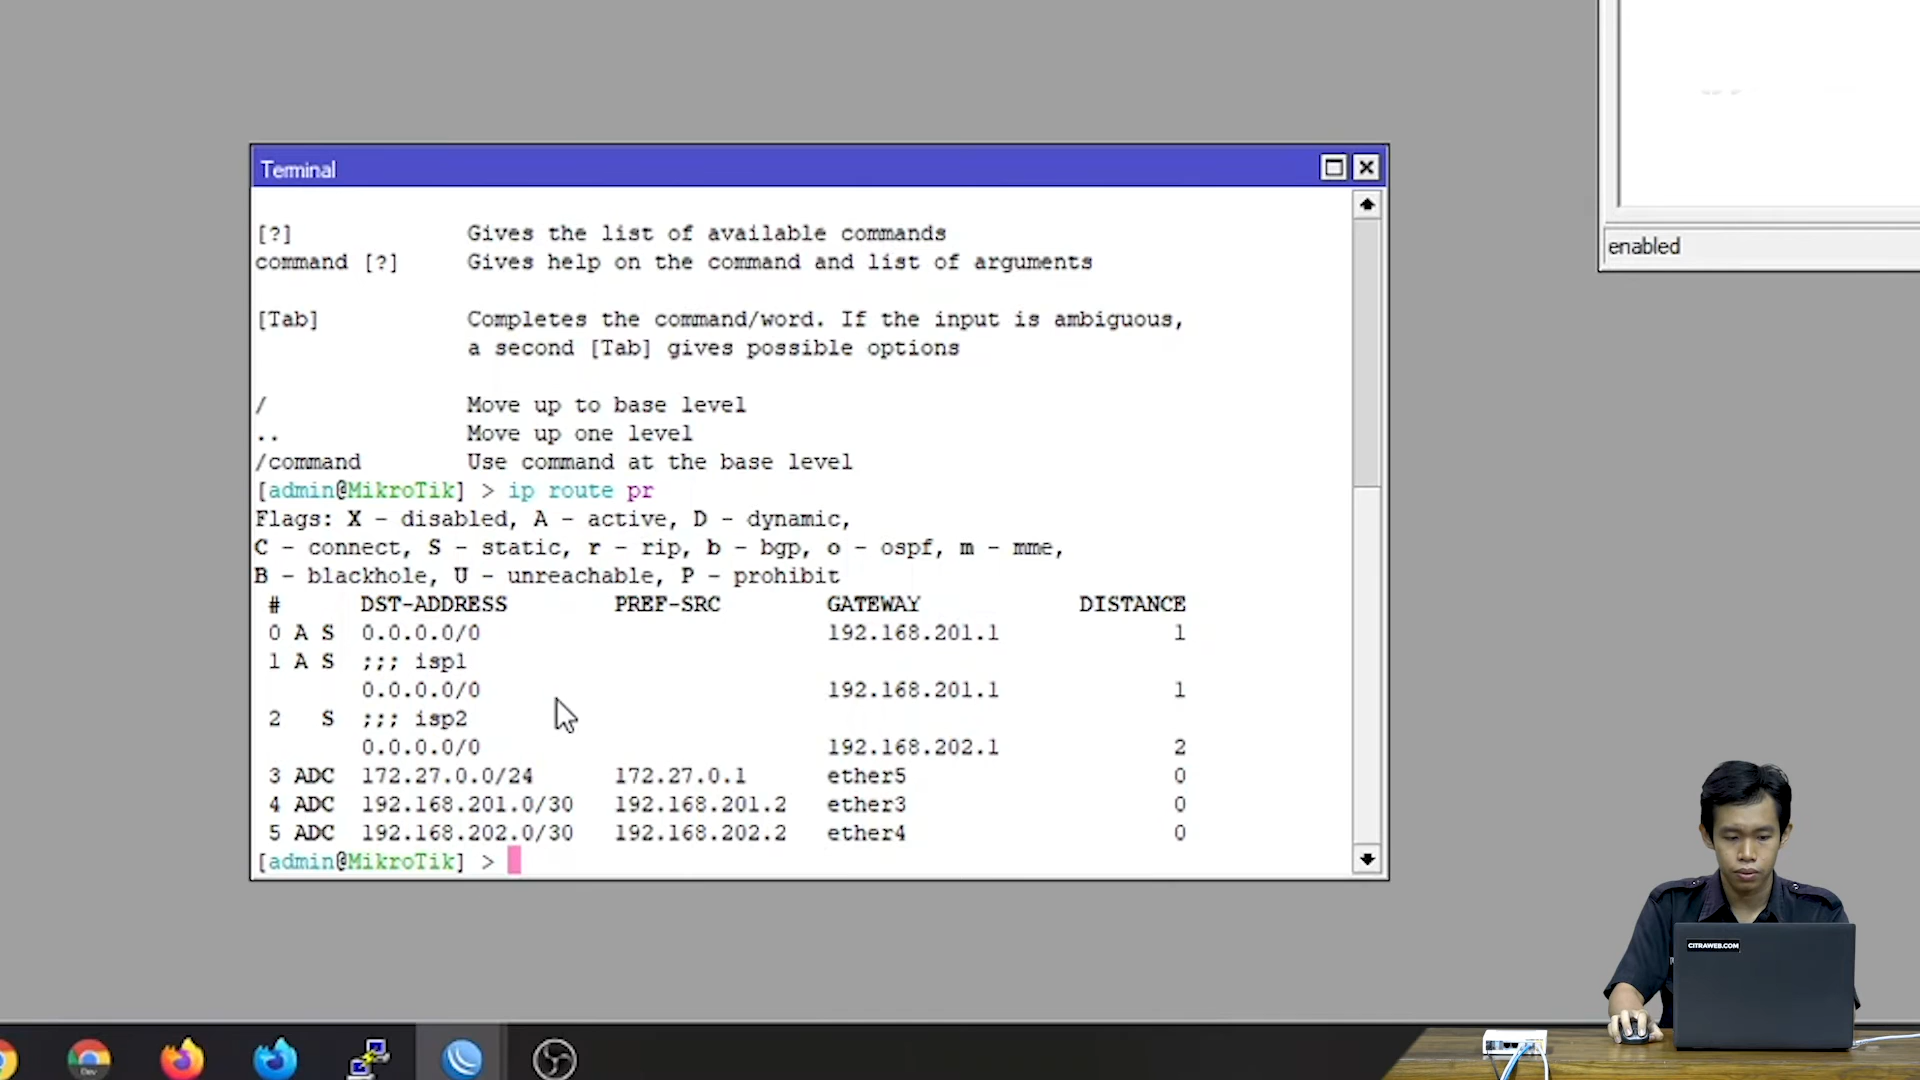 Terminal
[?] Gives the list of available commands
command [?] Gives help on the command and list of arguments
[Tab] Completes the command/word. If the input is ambiguous,
a second [Tab] gives possible options
/ Move up to base level
.. Move up one level
/command Use command at the base level
[admin@MikroTik] > ip route pr
Flags: X - disabled, A - active, D - dynamic,
C - connect, S - static, r - rip, b - bgp, o - ospf, m - mme,
B - blackhole, U - unreachable, P - prohibit
# DST-ADDRESS PREF-SRC GATEWAY DISTANCE
0 A S 0.0.0.0/0 192.168.201.1 1
1 A S ;;; isp1
0.0.0.0/0 192.168.201.1 1
2 S ;;; isp2
0.0.0.0/0 192.168.202.1 2
3 ADC 172.27.0.0/24 172.27.0.1 ether5 0
4 ADC 192.168.201.0/30 192.168.201.2 ether3 0
5 ADC 192.168.202.0/30 192.168.202.2 ether4 0
[admin@MikroTik] >
enabled
CITRAWEB.COM
Dev